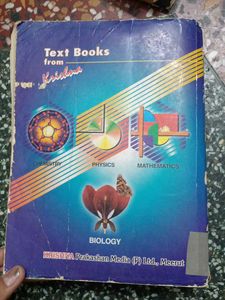 Text Books
from
Krishna
CHEMISTRY
PHYSICS
MATHEMATICS
BIOLOGY
KRISHNA Prakashan Media (P) Ltd., Meerut